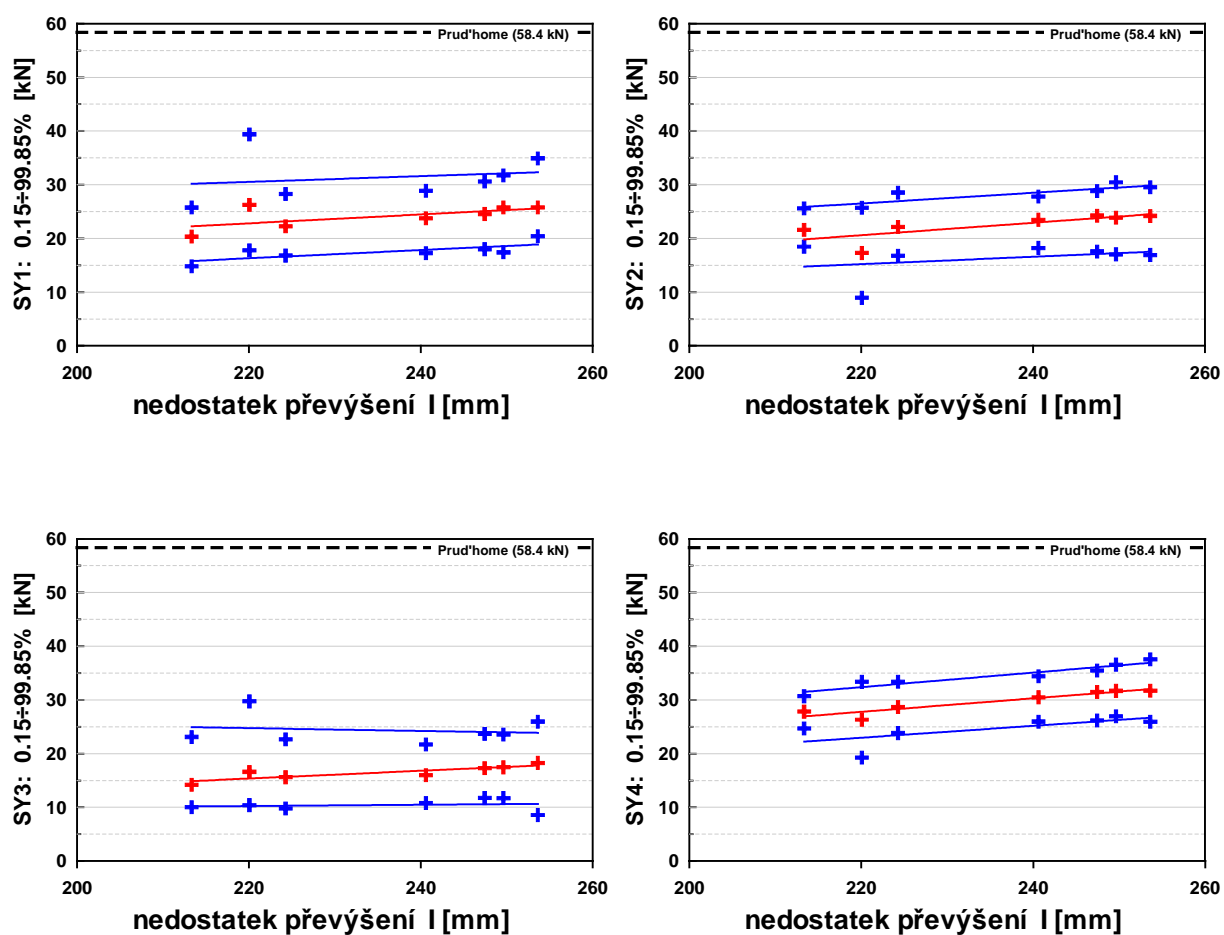 60
50
40
30
20
10
0
SY1: 0.15÷99.85% [kN]
Prud'home (58.4 kN)
200 220 240 260
nedostatek převýšení I [mm]
60
50
40
30
20
10
0
SY2: 0.15÷99.85% [kN]
Prud'home (58.4 kN)
200 220 240 260
nedostatek převýšení I [mm]
60
50
40
30
20
10
0
SY3: 0.15÷99.85% [kN]
Prud'home (58.4 kN)
200 220 240 260
nedostatek převýšení I [mm]
60
50
40
30
20
10
0
SY4: 0.15÷99.85% [kN]
Prud'home (58.4 kN)
200 220 240 260
nedostatek převýšení I [mm]